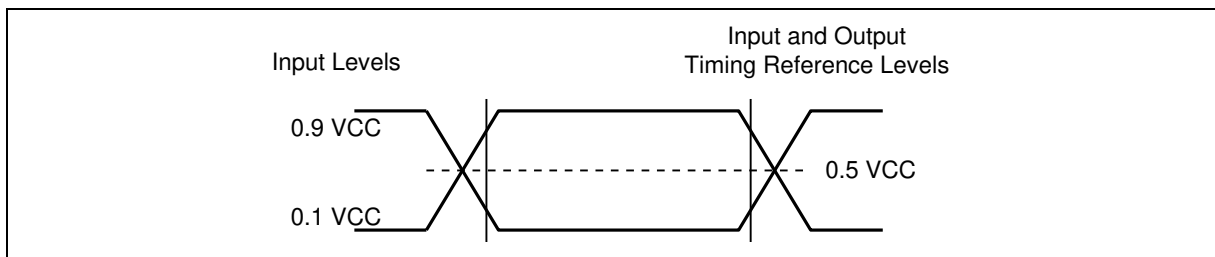 Input Levels
Input and Output
Timing Reference Levels
0.9 VCC
0.5 VCC
0.1 VCC